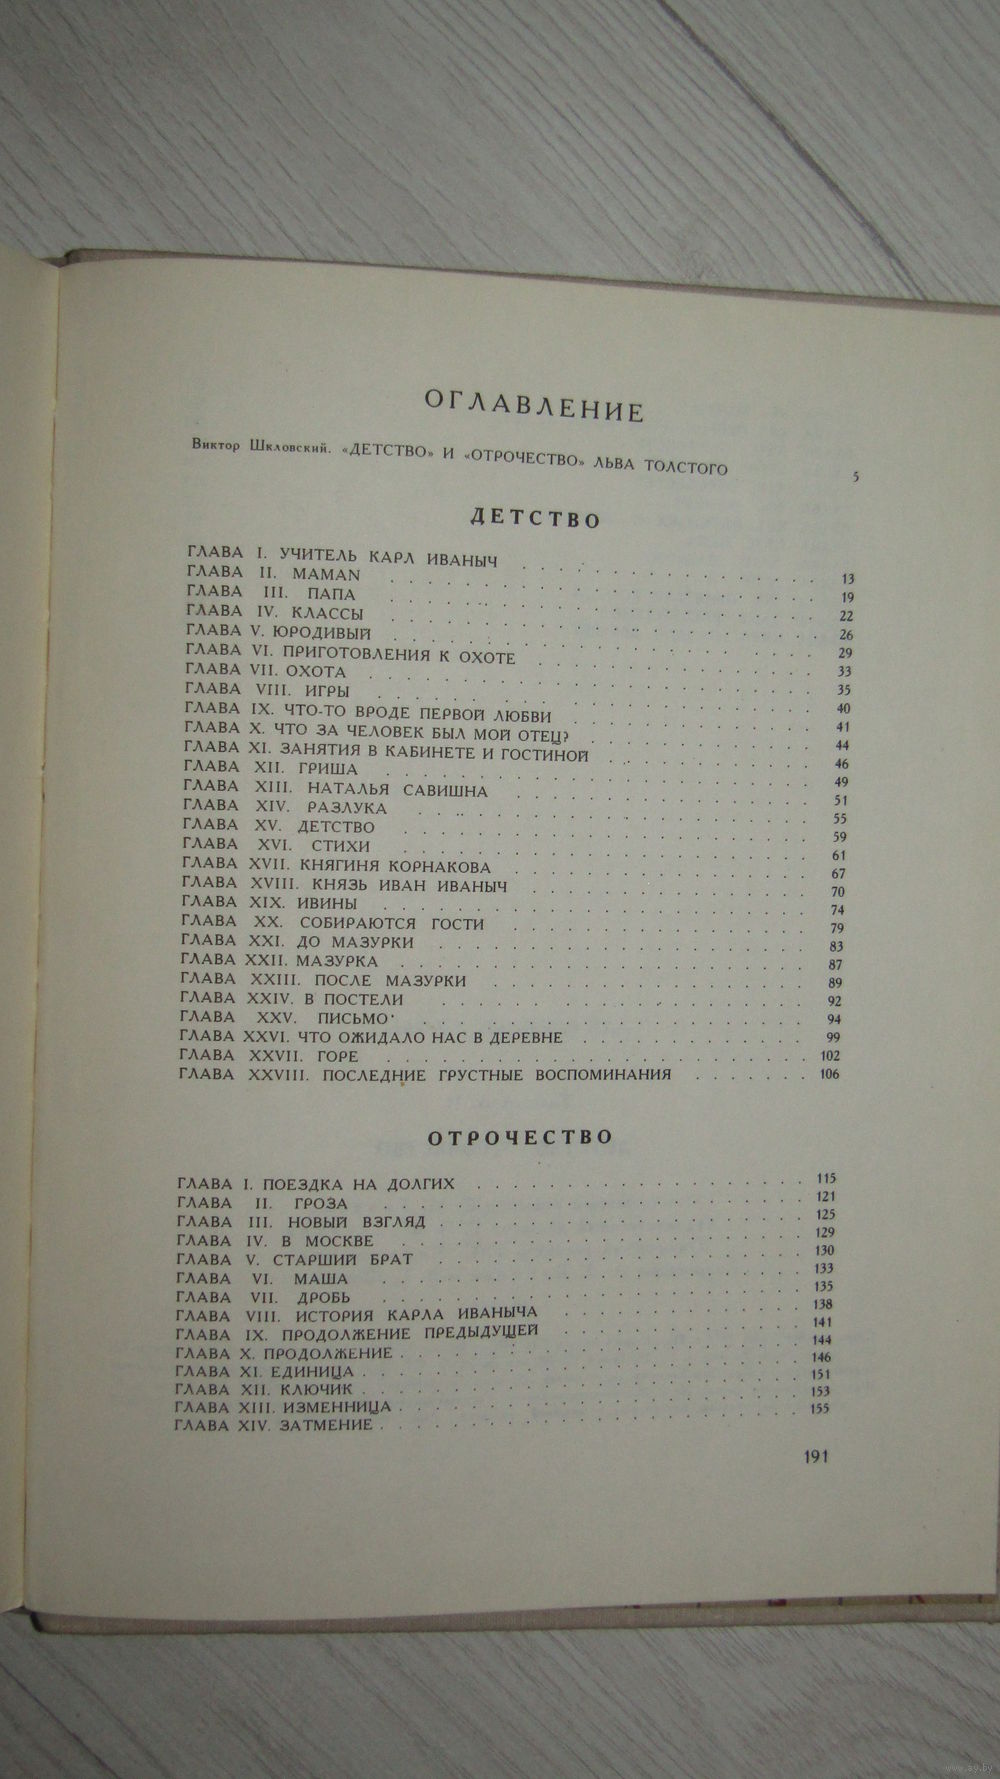 ОГЛАВЛЕНИЕ
Виктор Шкловский. «ДЕТСТВО» И «ОТРОЧЕСТВО» ЛЬВА ТОЛСТОГО 5
ДЕТСТВО
ГЛАВА I. УЧИТЕЛЬ КАРЛ ИВАНЫЧ . . . . . . . . . . . . . . . . 13
ГЛАВА II. MAMAN . . . . . . . . . . . . . . . . . . . . . . . 19
ГЛАВА III. ПАПА . . . . . . . . . . . . . . . . . . . . . . . 22
ГЛАВА IV. КЛАССЫ . . . . . . . . . . . . . . . . . . . . . . . 26
ГЛАВА V. ЮРОДИВЫЙ . . . . . . . . . . . . . . . . . . . . . . . 29
ГЛАВА VI. ПРИГОТОВЛЕНИЯ К ОХОТЕ . . . . . . . . . . . . . . . 33
ГЛАВА VII. ОХОТА . . . . . . . . . . . . . . . . . . . . . . . 35
ГЛАВА VIII. ИГРЫ . . . . . . . . . . . . . . . . . . . . . . . 40
ГЛАВА IX. ЧТО-ТО ВРОДЕ ПЕРВОЙ ЛЮБВИ . . . . . . . . . . . . . 41
ГЛАВА X. ЧТО ЗА ЧЕЛОВЕК БЫЛ МОЙ ОТЕЦ? . . . . . . . . . . . . 44
ГЛАВА XI. ЗАНЯТИЯ В КАБИНЕТЕ И ГОСТИНОЙ . . . . . . . . . . . 46
ГЛАВА XII. ГРИША . . . . . . . . . . . . . . . . . . . . . . . 49
ГЛАВА XIII. НАТАЛЬЯ САВИШНА . . . . . . . . . . . . . . . . 51
ГЛАВА XIV. РАЗЛУКА . . . . . . . . . . . . . . . . . . . . . 55
ГЛАВА XV. ДЕТСТВО . . . . . . . . . . . . . . . . . . . . . . 59
ГЛАВА XVI. СТИХИ . . . . . . . . . . . . . . . . . . . . . . 61
ГЛАВА XVII. КНЯГИНЯ КОРНАКОВА . . . . . . . . . . . . . . . . 67
ГЛАВА XVIII. КНЯЗЬ ИВАН ИВАНЫЧ . . . . . . . . . . . . . . . 70
ГЛАВА XIX. ИВИНЫ . . . . . . . . . . . . . . . . . . . . . . 74
ГЛАВА XX. СОБИРАЮТСЯ ГОСТИ . . . . . . . . . . . . . . . . 79
ГЛАВА XXI. ДО МАЗУРКИ . . . . . . . . . . . . . . . . . . . . 83
ГЛАВА XXII. МАЗУРКА . . . . . . . . . . . . . . . . . . . . . 87
ГЛАВА XXIII. ПОСЛЕ МАЗУРКИ . . . . . . . . . . . . . . . . . 89
ГЛАВА XXIV. В ПОСТЕЛИ . . . . . . . . . . . . . . . . . . . . 92
ГЛАВА XXV. ПИСЬМО . . . . . . . . . . . . . . . . . . . . . 94
ГЛАВА XXVI. ЧТО ОЖИДАЛО НАС В ДЕРЕВНЕ . . . . . . . . . . . . 99
ГЛАВА XXVII. ГОРЕ . . . . . . . . . . . . . . . . . . . . . . 102
ГЛАВА XXVIII. ПОСЛЕДНИЕ ГРУСТНЫЕ ВОСПОМИНАНИЯ . . . . . . . 106
ОТРОЧЕСТВО
ГЛАВА I. ПОЕЗДКА НА ДОЛГИХ . . . . . . . . . . . . . . . . . . 115
ГЛАВА II. ГРОЗА . . . . . . . . . . . . . . . . . . . . . . . 121
ГЛАВА III. НОВЫЙ ВЗГЛЯД . . . . . . . . . . . . . . . . . . . . 125
ГЛАВА IV. В МОСКВЕ . . . . . . . . . . . . . . . . . . . . . . 129
ГЛАВА V. СТАРШИЙ БРАТ . . . . . . . . . . . . . . . . . . . . 130
ГЛАВА VI. МАША . . . . . . . . . . . . . . . . . . . . . . . 133
ГЛАВА VII. ДРОБЬ . . . . . . . . . . . . . . . . . . . . . . . 135
ГЛАВА VIII. ИСТОРИЯ КАРЛА ИВАНЫЧА . . . . . . . . . . . . . 138
ГЛАВА IX. ПРОДОЛЖЕНИЕ ПРЕДЫДУЩЕЙ . . . . . . . . . . . . . 141
ГЛАВА X. ПРОДОЛЖЕНИЕ . . . . . . . . . . . . . . . . . . . . . 144
ГЛАВА XI. ЕДИНИЦА . . . . . . . . . . . . . . . . . . . . . . . 146
ГЛАВА XII. КЛЮЧИК . . . . . . . . . . . . . . . . . . . . . . . 151
ГЛАВА XIII. ИЗМЕННИЦА . . . . . . . . . . . . . . . . . . . . . 153
ГЛАВА XIV. ЗАТМЕНИЕ . . . . . . . . . . . . . . . . . . . . . . 155
191
www.ay.by